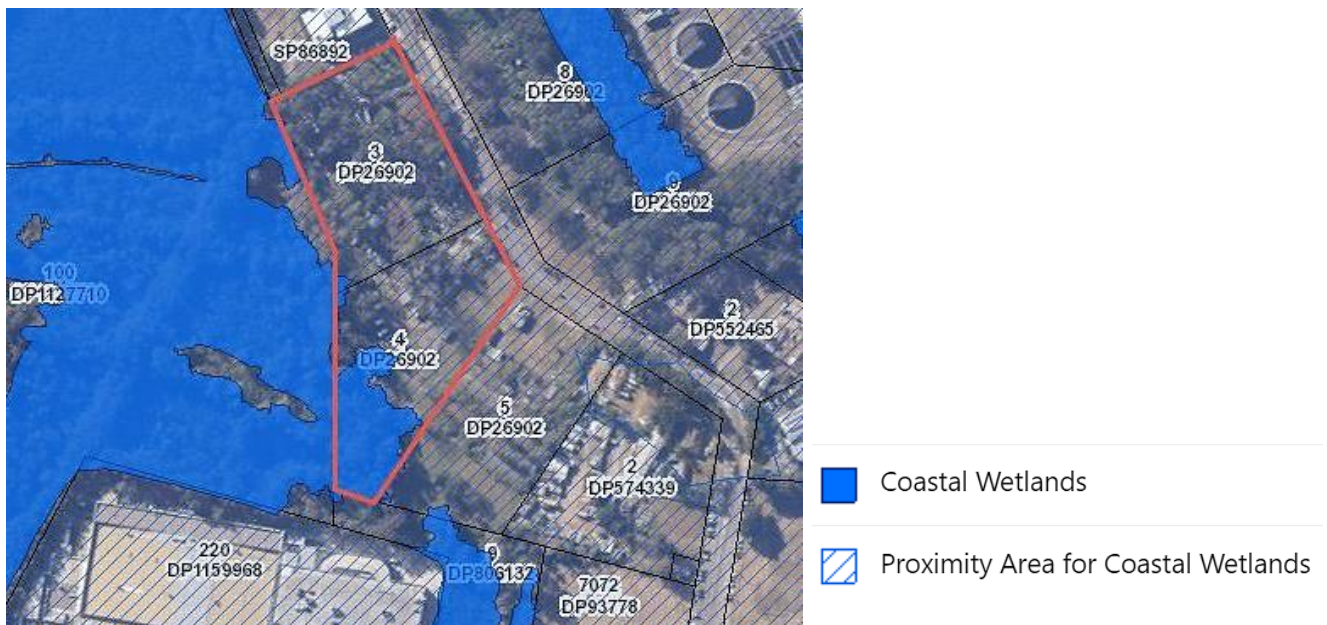 SP86892
8
DP26902
3
DP26902
9
DP26902
100
DP1127710
2
DP552465
4
DP26902
5
DP26902
2
DP574339
220
DP1159968
9
DP806132
7072
DP93778
Coastal Wetlands
Proximity Area for Coastal Wetlands